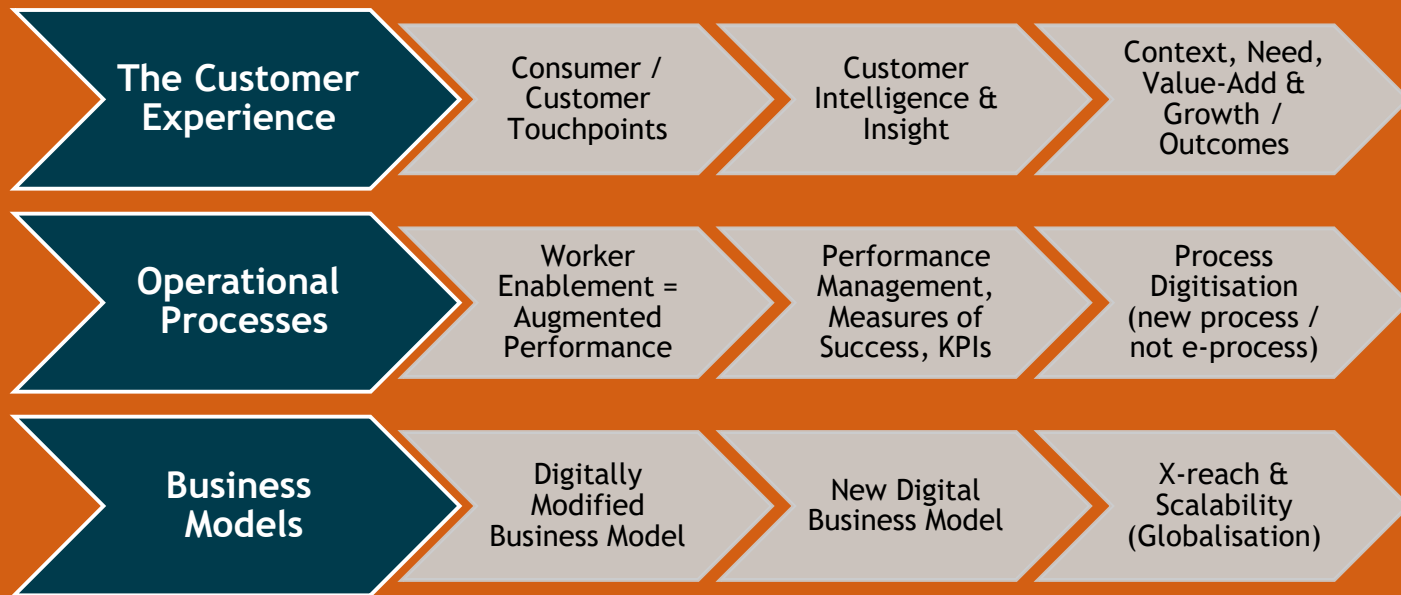 The Customer
Experience
Consumer /
Customer
Touchpoints
Customer
Intelligence &
Insight
Context, Need,
Value-Add &
Growth /
Outcomes
Operational
Processes
Worker
Enablement =
Augmented
Performance
Performance
Management,
Measures of
Success, KPIs
Process
Digitisation
(new process /
not e-process)
Business
Models
Digitally
Modified
Business Model
New Digital
Business Model
X-reach &
Scalability
(Globalisation)